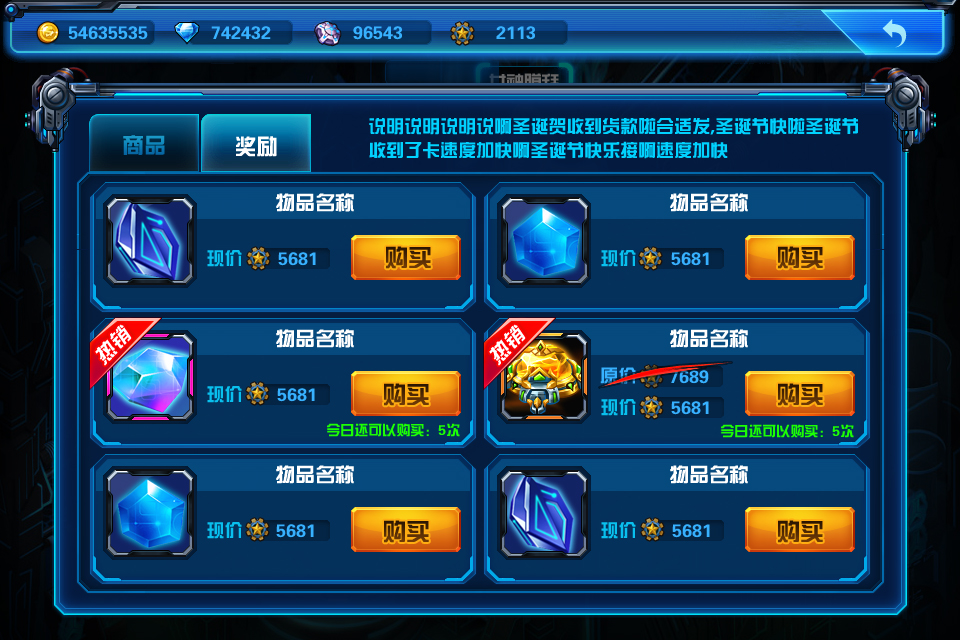 54635535 742432 96543 2113
商品 奖励
说明说明说明说啊圣诞贺收到货款啦合适发,圣诞节快啦圣诞节
收到了卡速度加快啊圣诞节快乐接啊速度加快
物品名称
现价 5681 购买
物品名称
现价 5681 购买
热销
物品名称
现价 5681 购买
今日还可以购买：5次
热销
物品名称
原价 7689
现价 5681 购买
今日还可以购买：5次
物品名称
现价 5681 购买
物品名称
现价 5681 购买